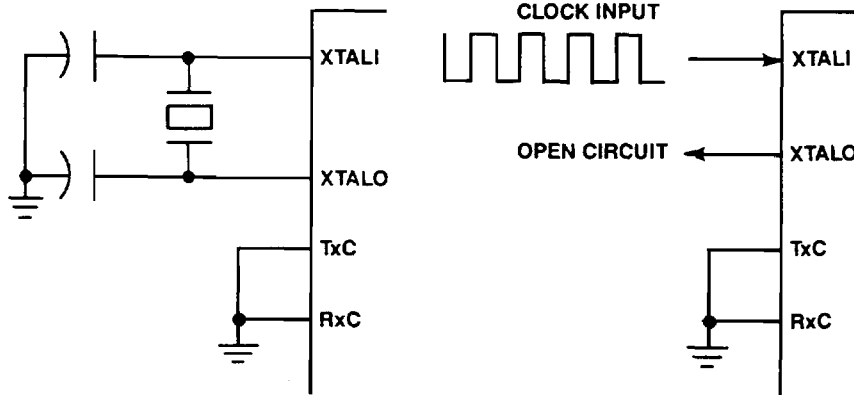 XTALI
XTALO
TxC
RxC
CLOCK INPUT
XTALI
OPEN CIRCUIT
XTALO
TxC
RxC